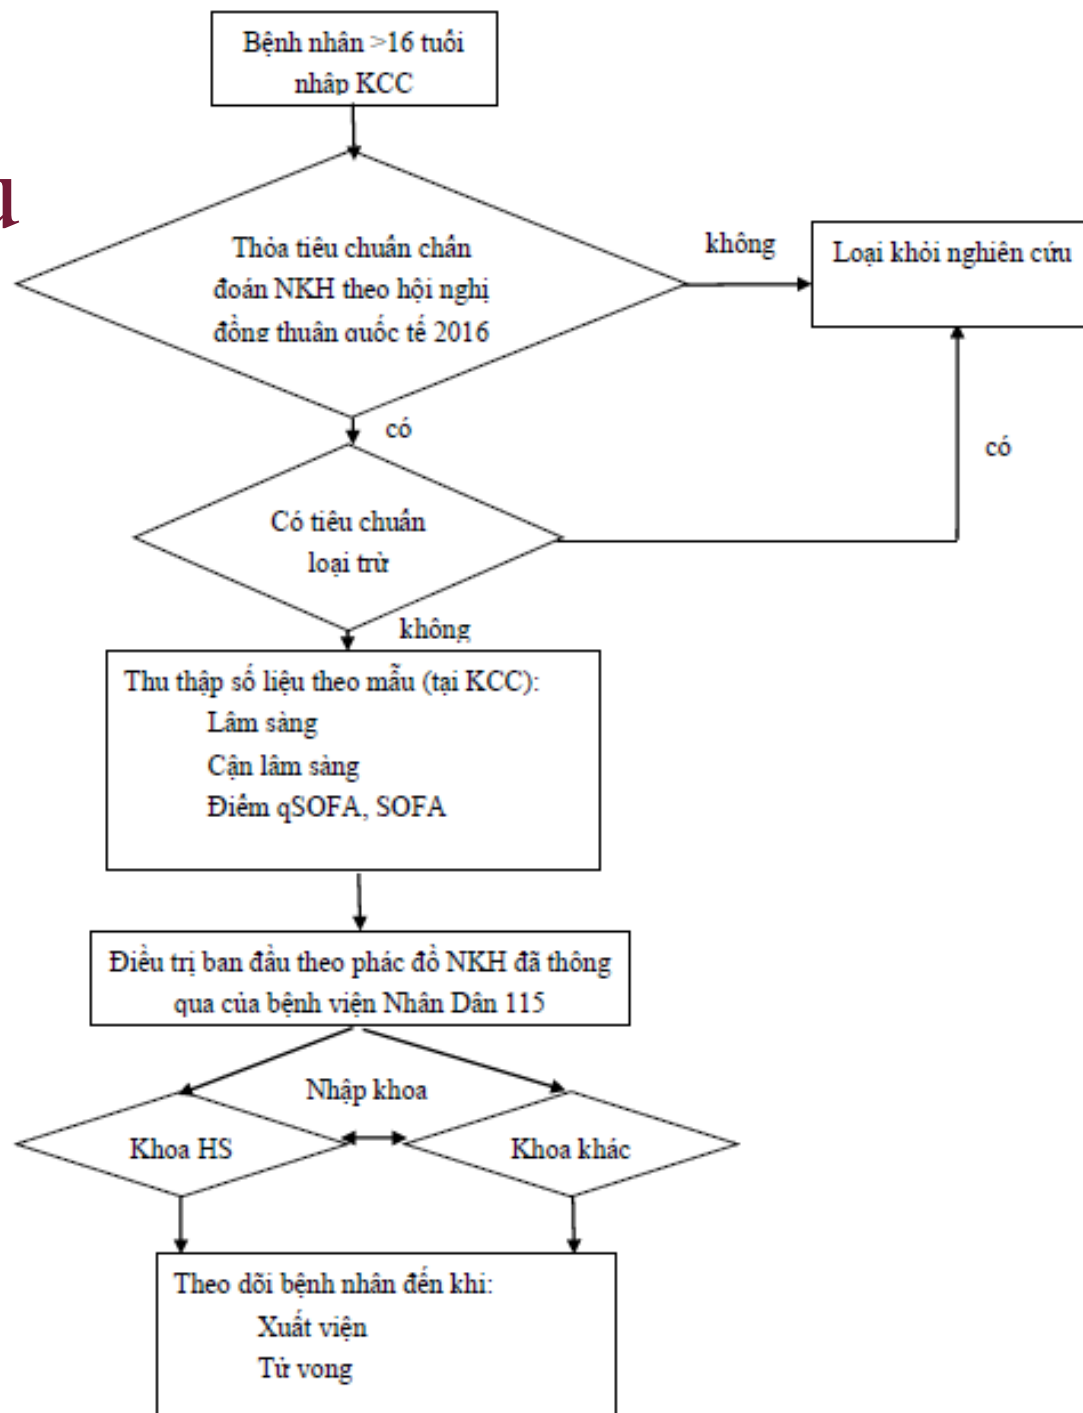 Bệnh nhân >16 tuổi
nhập KCC
u
Thỏa tiêu chuẩn chẩn
đoán NKH theo hội nghị
đồng thuận quốc tế 2016
không
Loại khỏi nghiên cứu
có
có
Có tiêu chuẩn
loại trừ
không
Thu thập số liệu theo mẫu (tại KCC):
Lâm sàng
Cận lâm sàng
Điểm qSOFA, SOFA
Điều trị ban đầu theo phác đồ NKH đã thông
qua của bệnh viện Nhân Dân 115
Nhập khoa
Khoa HS
Khoa khác
Theo dõi bệnh nhân đến khi:
Xuất viện
Tử vong